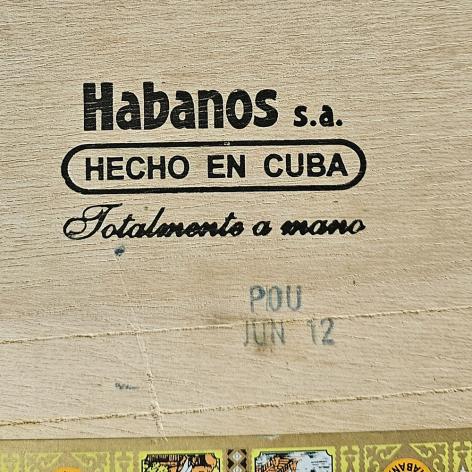 Habanos s.a.
HECHO EN CUBA
Totalmente a mano
POU
JUN 12